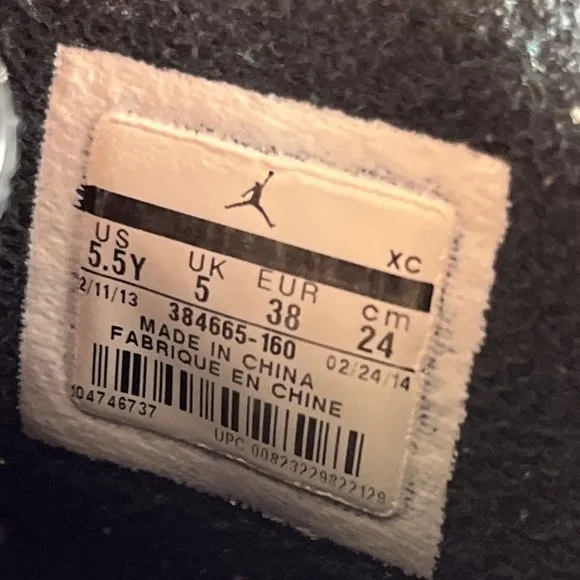 XC
US UK EUR cm
5.5Y 5 38 24
2/11/13 02/24/14
384665-160
MADE IN CHINA
FABRIQUE EN CHINE
104746737
UPC 00823229822129